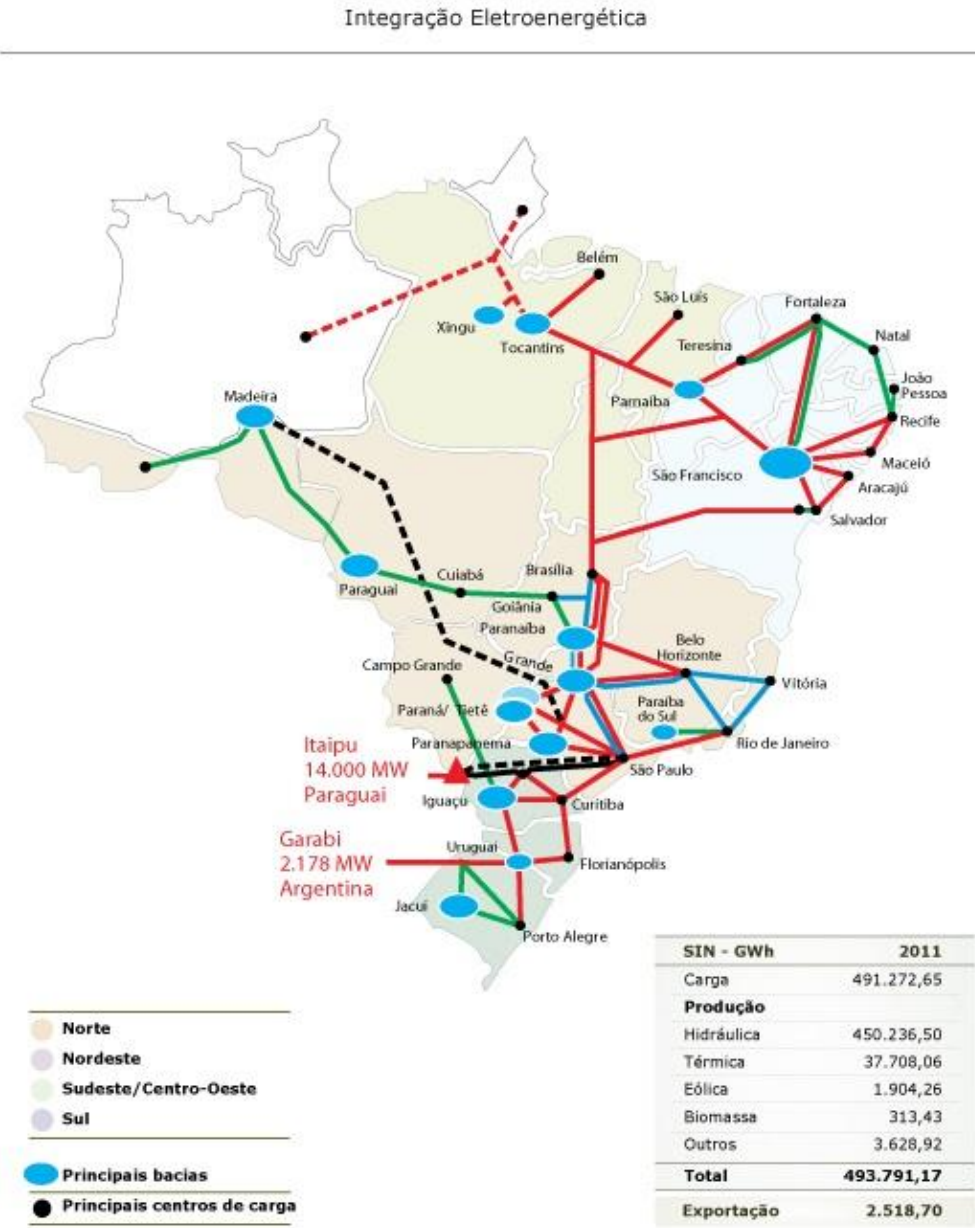 Integração Eletroenergética
Belém
São Luís
Fortaleza
Xingu
Tocantins
Teresina
Natal
João
Pessoa
Madeira
Parnaíba
Recife
São Francisco
Maceió
Aracajú
Salvador
Brasília
Cuiabá
Paraguai
Goiânia
Paranaíba
Belo
Horizonte
Grande
Campo Grande
Vitória
Paraíba
do Sul
Paraná/ Tietê
Paranapanema
Rio de Janeiro
Itaipu
14.000 MW
Paraguai
São Paulo
Iguaçu
Curitiba
Garabi
2.178 MW
Argentina
Uruguai
Florianópolis
Jacuí
Porto Alegre
SIN - GWh 2011
Carga 491.272,65
Produção
Hidráulica 450.236,50
Térmica 37.708,06
Eólica 1.904,26
Biomassa 313,43
Outros 3.628,92
Total 493.791,17
Exportação 2.518,70
Norte
Nordeste
Sudeste/Centro-Oeste
Sul
Principais bacias
Principais centros de carga